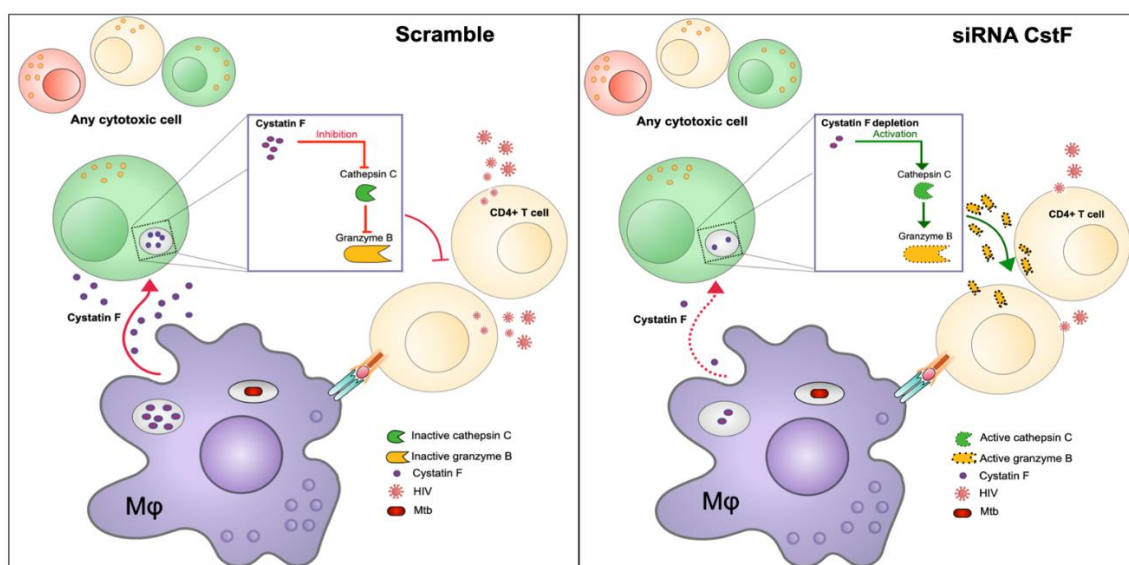 Scramble
Any cytotoxic cell
Cystatin F
Inhibition
Cathepsin C
Granzyme B
CD4+ T cell
Cystatin F
Inactive cathepsin C
Inactive granzyme B
Cystatin F
HIV
Mtb
Mφ
siRNA CstF
Any cytotoxic cell
Cystatin F depletion
Activation
Cathepsin C
Granzyme B
CD4+ T cell
Cystatin F
Active cathepsin C
Active granzyme B
Cystatin F
HIV
Mtb
Mφ